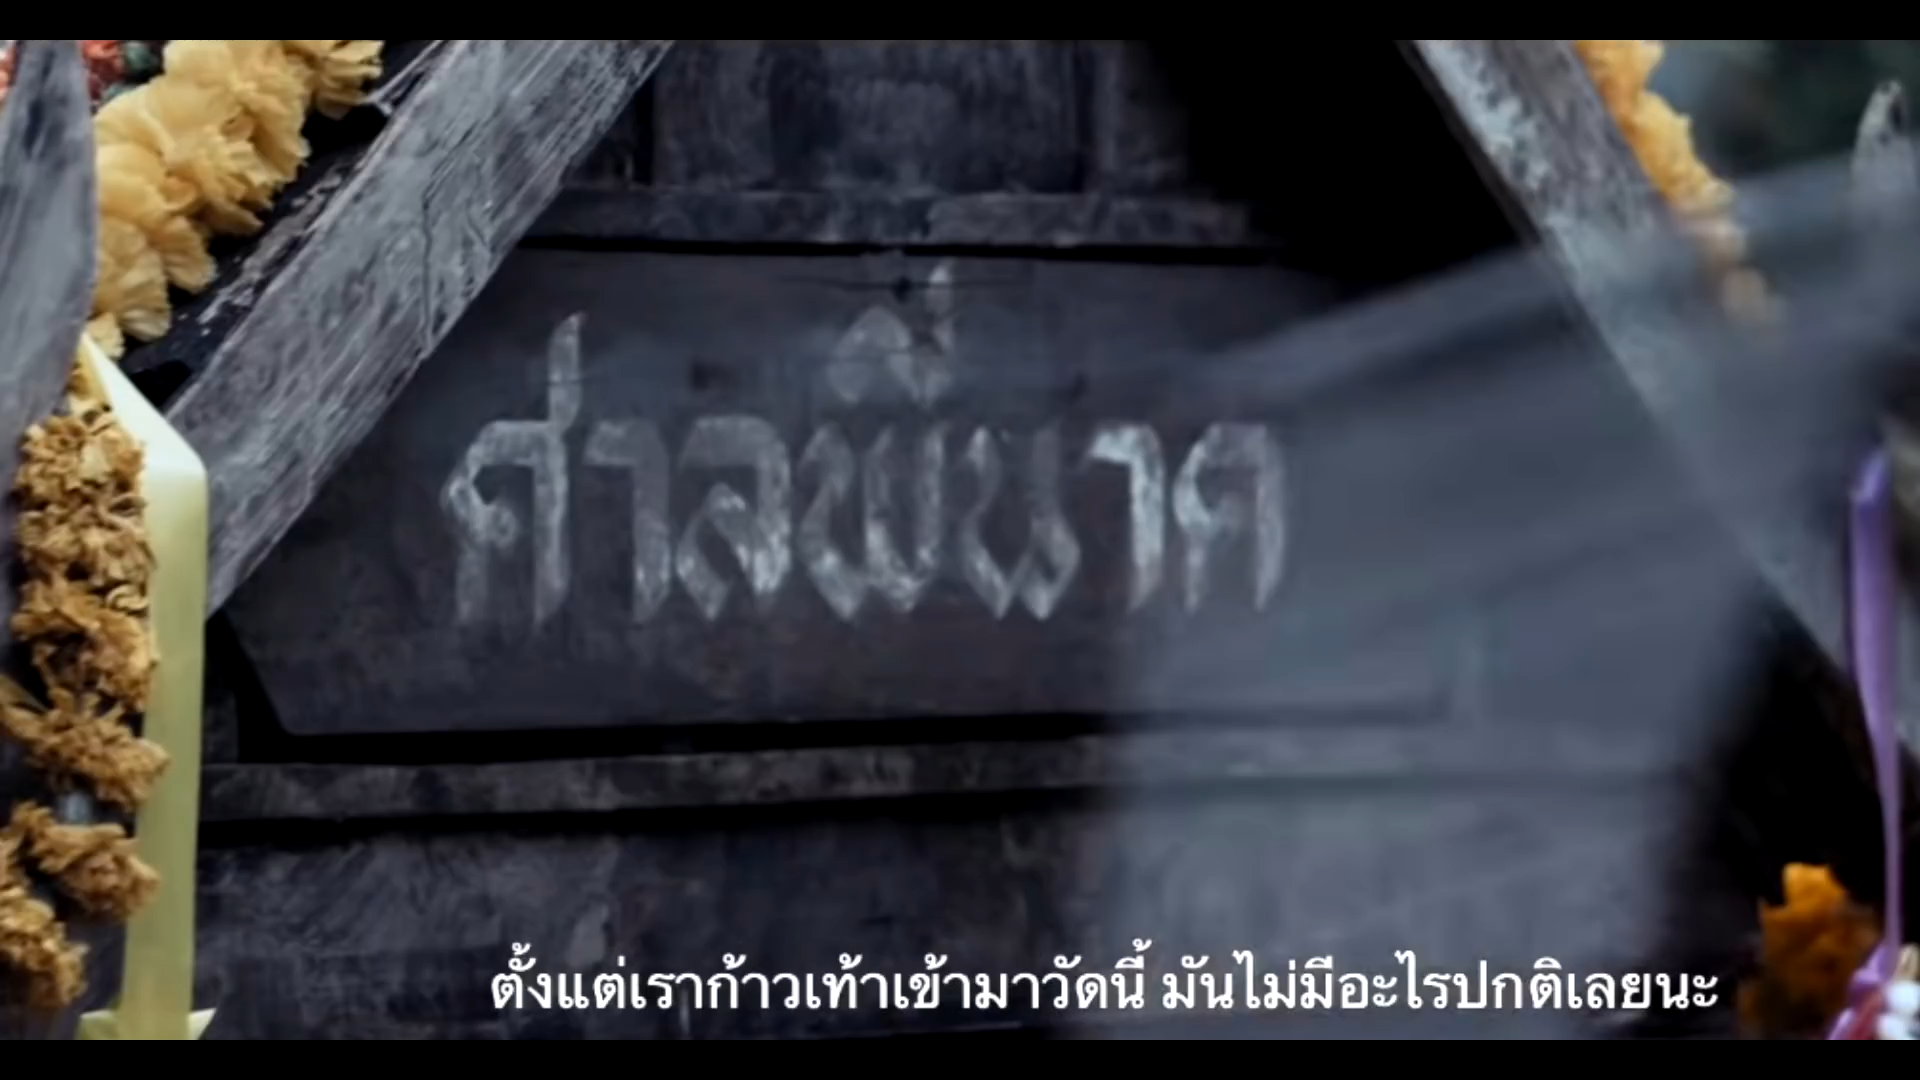 ศาลพี่นาค
ตั้งแต่เราก้าวเท้าเข้ามาวัดนี้ มันไม่มีอะไรปกติเลยนะ